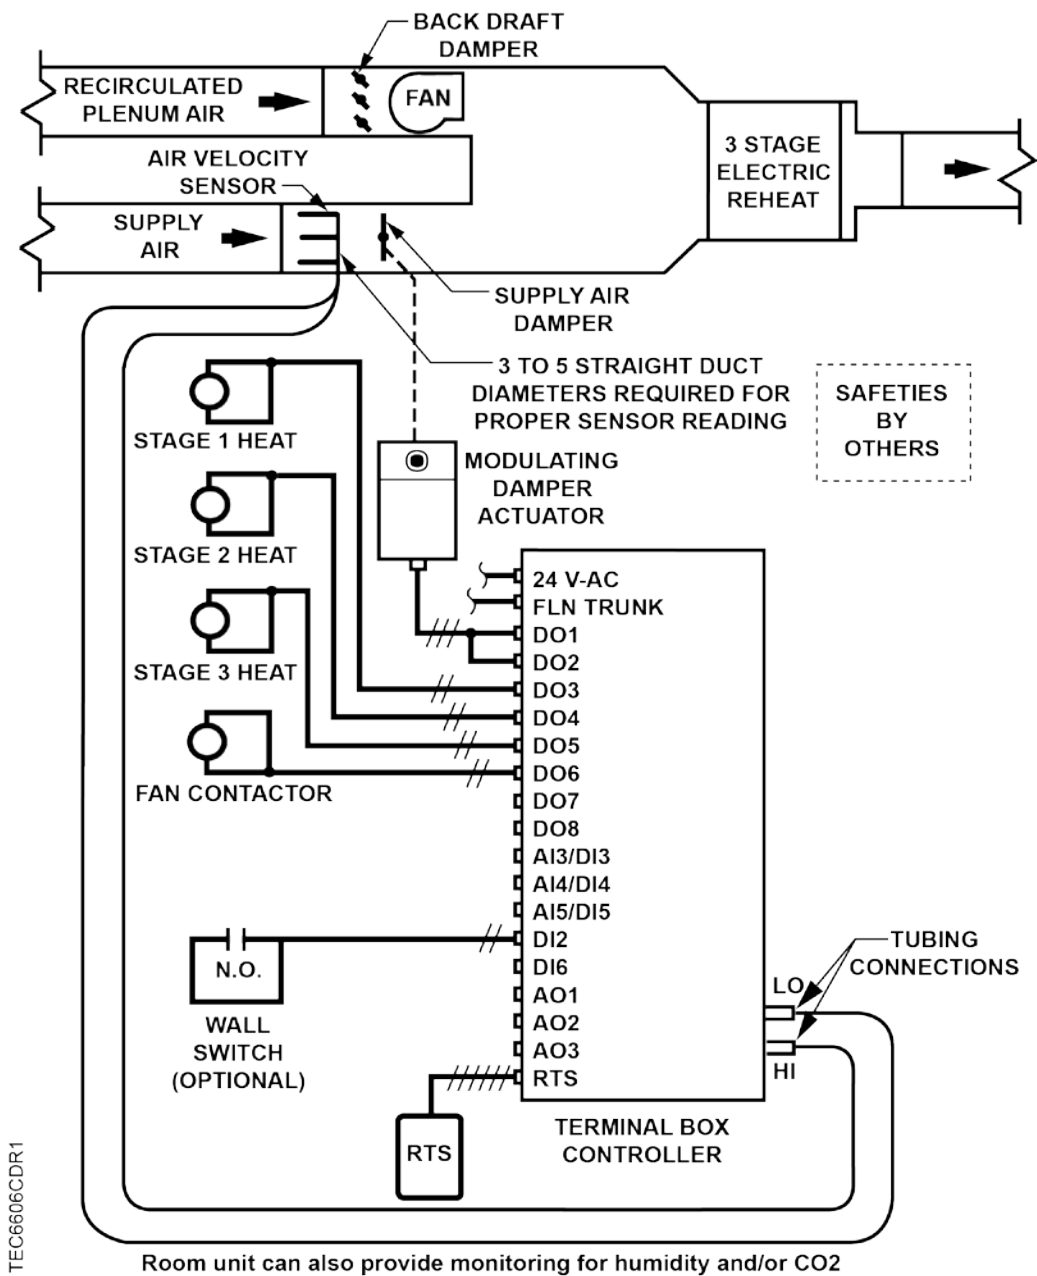 BACK DRAFT
DAMPER
RECIRCULATED
PLENUM AIR
FAN
AIR VELOCITY
SENSOR
3 STAGE
ELECTRIC
REHEAT
SUPPLY
AIR
SUPPLY AIR
DAMPER
3 TO 5 STRAIGHT DUCT
DIAMETERS REQUIRED FOR
PROPER SENSOR READING
SAFETIES
BY
OTHERS
STAGE 1 HEAT
MODULATING
DAMPER
ACTUATOR
STAGE 2 HEAT
STAGE 3 HEAT
FAN CONTACTOR
24 V-AC
FLN TRUNK
DO1
DO2
DO3
DO4
DO5
DO6
DO7
DO8
AI3/DI3
AI4/DI4
AI5/DI5
DI2
DI6
AO1
AO2
AO3
RTS
N.O.
WALL
SWITCH
(OPTIONAL)
TUBING
CONNECTIONS
LO
HI
RTS
TERMINAL BOX
CONTROLLER
TEC6606CDR1
Room unit can also provide monitoring for humidity and/or CO2